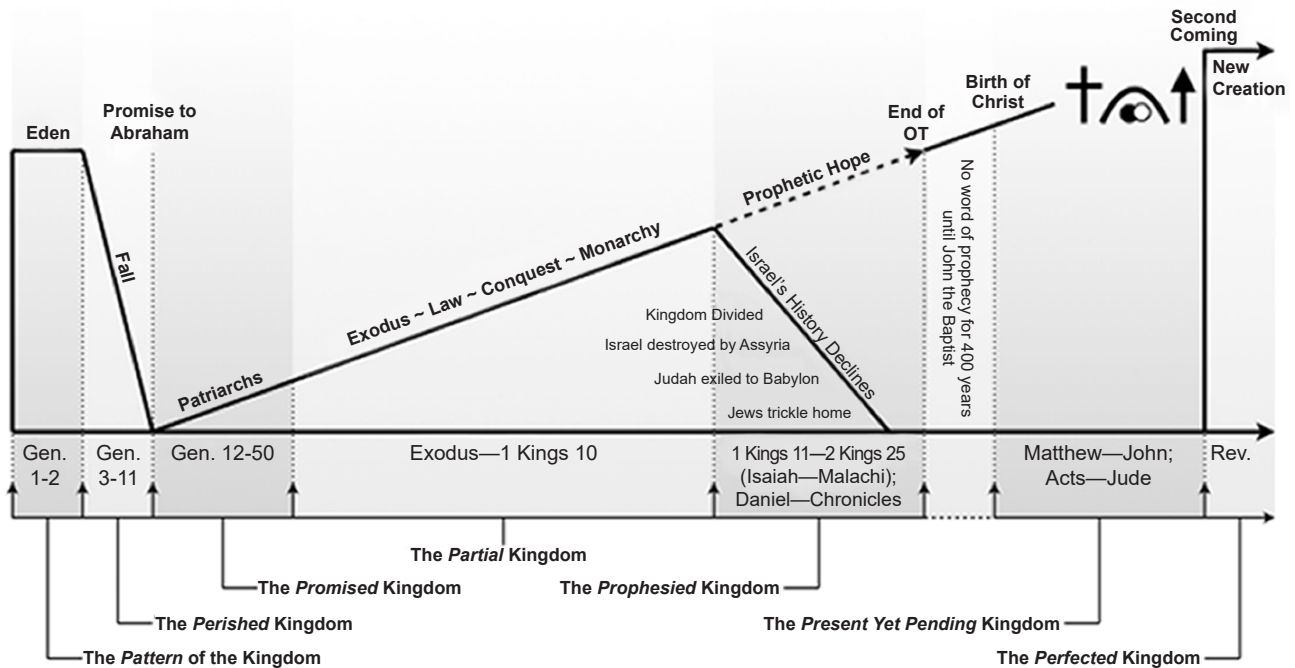 Second
Coming
New
Creation
Birth of
Christ
Promise to
Abraham
End of
OT
Eden
Prophetic Hope
No word of prophecy for 400 years
until John the Baptist
Fall
Exodus ~ Law ~ Conquest ~ Monarchy
Israel's History Declines
Kingdom Divided
Israel destroyed by Assyria
Patriarchs
Judah exiled to Babylon
Jews trickle home
Gen.
1-2
Gen.
3-11
Gen. 12-50
Exodus—1 Kings 10
1 Kings 11—2 Kings 25
(Isaiah—Malachi);
Daniel—Chronicles
Matthew—John;
Acts—Jude
Rev.
The Partial Kingdom
The Promised Kingdom
The Prophesied Kingdom
The Perished Kingdom
The Present Yet Pending Kingdom
The Pattern of the Kingdom
The Perfected Kingdom